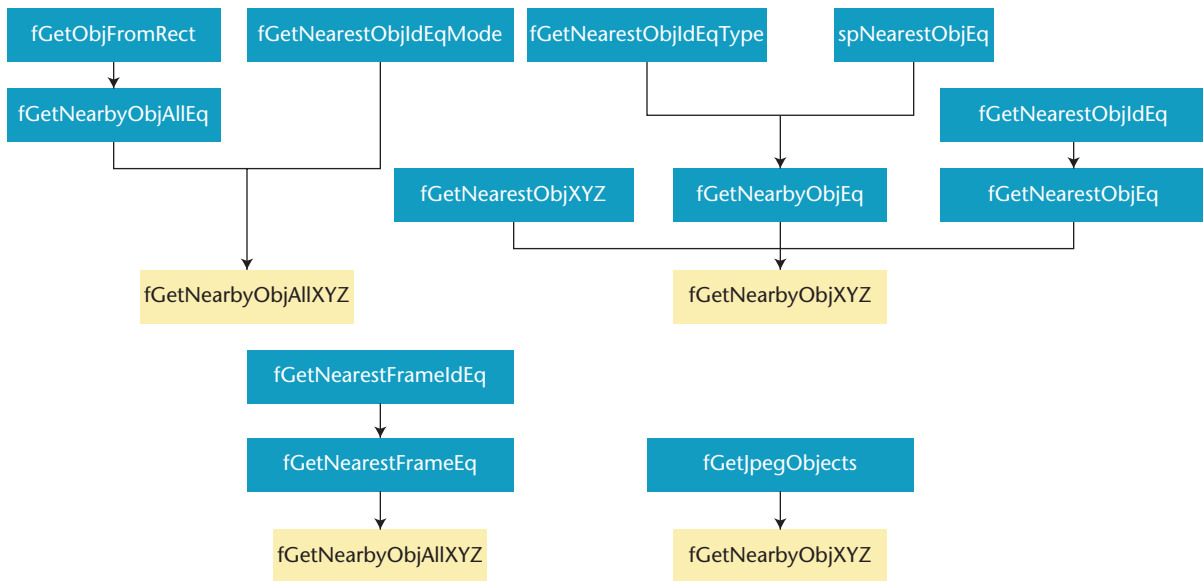 fGetObjFromRect
fGetNearestObjIdEqMode
fGetNearestObjIdEqType
spNearestObjEq
fGetNearbyObjAllEq
fGetNearestObjIdEq
fGetNearestObjXYZ
fGetNearbyObjEq
fGetNearestObjEq
fGetNearbyObjAllXYZ
fGetNearbyObjXYZ
fGetNearestFrameIdEq
fGetNearestFrameEq
fGetJpegObjects
fGetNearbyObjAllXYZ
fGetNearbyObjXYZ